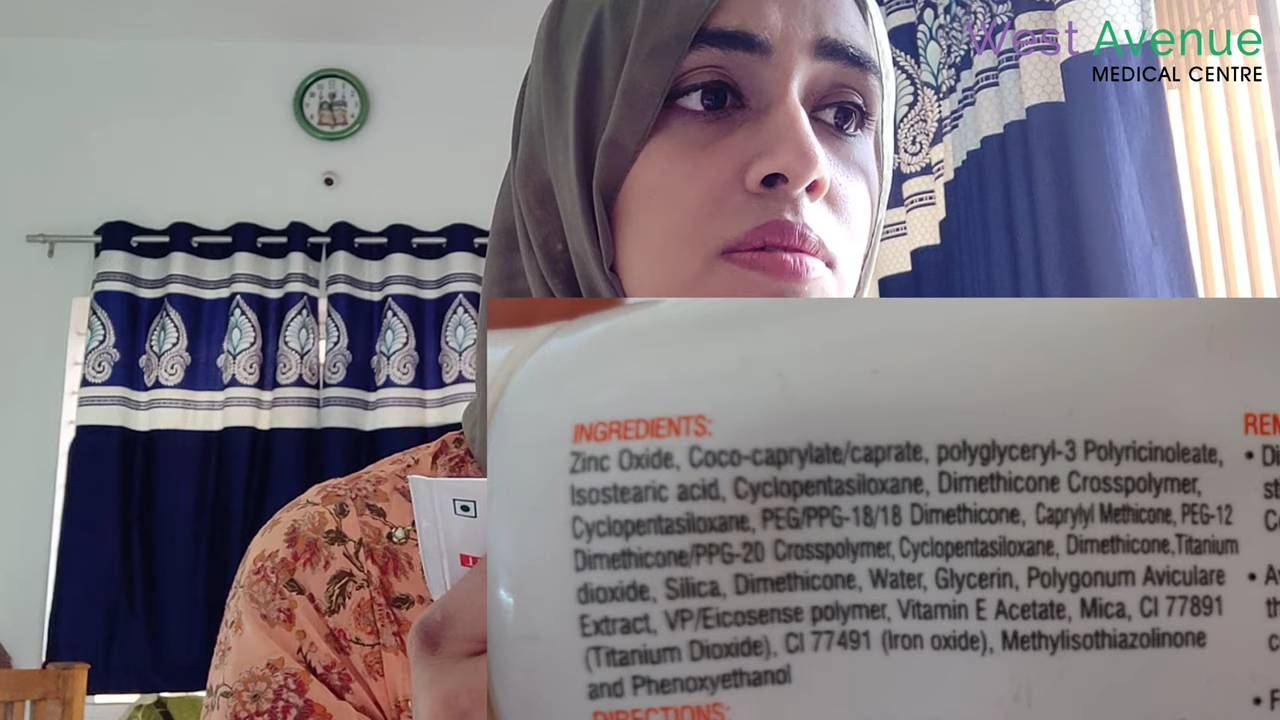 West Avenue
MEDICAL CENTRE
INGREDIENTS:
Zinc Oxide, Coco-caprylate/caprate, polyglyceryl-3 Polyricinoleate,
Isostearic acid, Cyclopentasiloxane, Dimethicone Crosspolymer,
Cyclopentasiloxane, PEG/PPG-18/18 Dimethicone, Caprylyl Methicone, PEG-12
Dimethicone/PPG-20 Crosspolymer, Cyclopentasiloxane, Dimethicone,Titanium
dioxide, Silica, Dimethicone, Water, Glycerin, Polygonum Aviculare
Extract, VP/Eicosense polymer, Vitamin E Acetate, Mica, CI 77891
(Titanium Dioxide), CI 77491 (Iron oxide), Methylisothiazolinone
and Phenoxyethanol
DIRECTIONS: